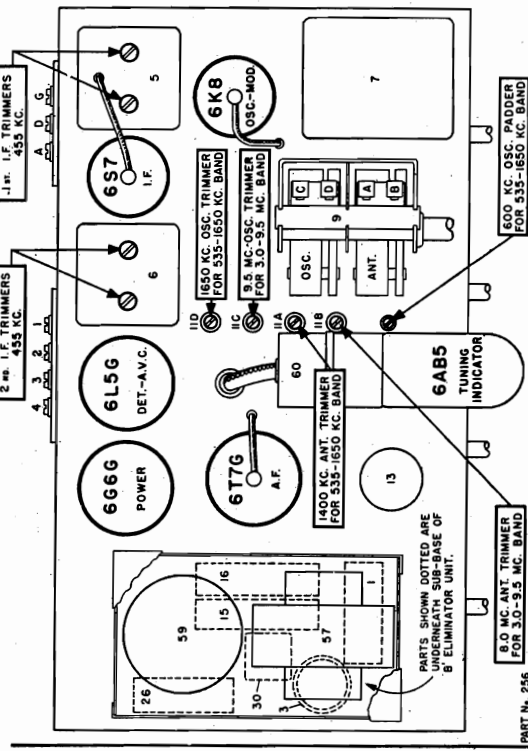 1 st. I.F. TRIMMERS
455 KC.
G
D
A
5
6S7
I.F.
6K8
OSC.-MOD.
7
2 ND. I.F. TRIMMERS
455 KC.
1
2
3
4
6
1650 KC. OSC. TRIMMER
FOR 535-1650 KC. BAND
9.5 MC. OSC. TRIMMER
FOR 3.0-9.5 MC. BAND
C
D
A
B
9
OSC.
ANT.
600 KC. OSC. PADDER
FOR 535-1650 KC. BAND
11D
11C
11A
11B
6L5G
DET.-A.V.C.
6G6G
POWER
6T7G
A.F.
60
6AB5
TUNING
INDICATOR
1400 KC. ANT. TRIMMER
FOR 535-1650 KC. BAND
13
8.0 MC. ANT. TRIMMER
FOR 3.0-9.5 MC. BAND
59
26
16
15
30
57
1
3
PARTS SHOWN DOTTED ARE
UNDERNEATH SUB-BASE OF
B ELIMINATOR UNIT.
PART No. 256